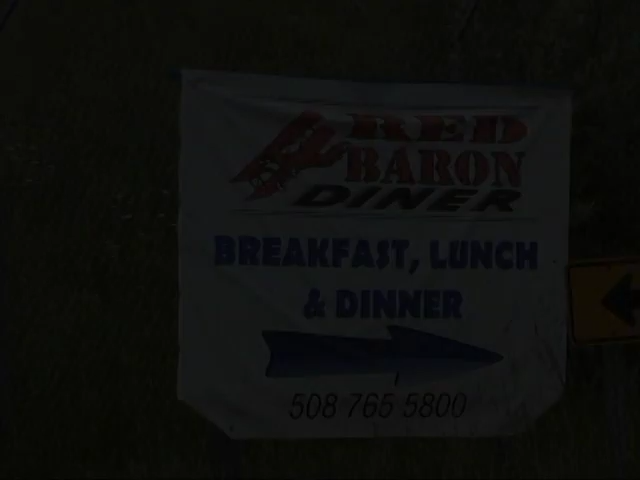 RED
BARON
DINER
BREAKFAST, LUNCH
& DINNER
508 765 5800